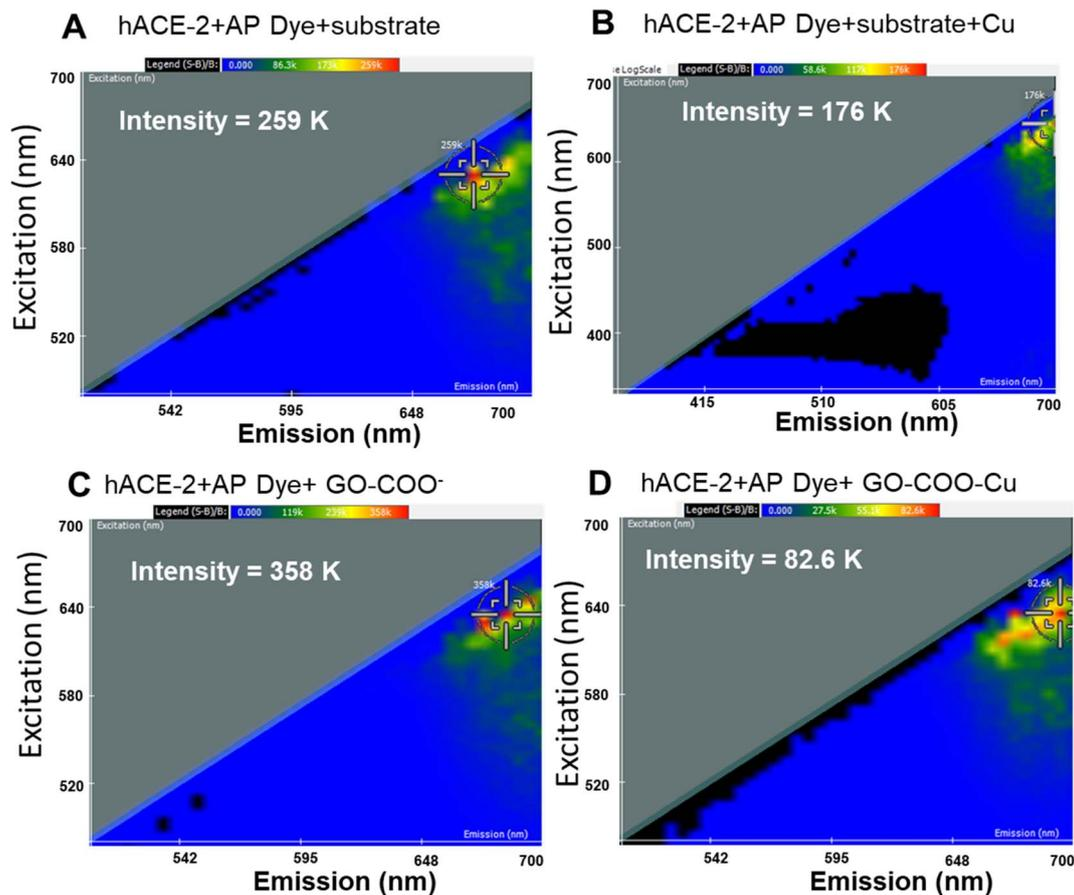 A hACE-2+AP Dye+substrate
Legend (S-B)/B: 0.000 86.3k 173k 259k
Excitation (nm)
Intensity = 259 K
259k
700
640
580
520
Excitation (nm)
Emission (nm)
542 595 648 700
Emission (nm)
B hACE-2+AP Dye+substrate+Cu
LogScale Legend (S-B)/B: 0.000 58.6k 117k 176k
Excitation (nm)
Intensity = 176 K
176k
700
600
500
400
Excitation (nm)
Emission (nm)
415 510 605 700
Emission (nm)
C hACE-2+AP Dye+ GO-COO-
Legend (S-B)/B: 0.000 119k 239k 358k
Excitation (nm)
Intensity = 358 K
358k
700
640
580
520
Excitation (nm)
Emission (nm)
542 595 648 700
Emission (nm)
D hACE-2+AP Dye+ GO-COO-Cu
Legend (S-B)/B: 0.000 27.5k 55.1k 82.6k
Excitation (nm)
Intensity = 82.6 K
82.6k
700
640
580
520
Excitation (nm)
Emission (nm)
542 595 648 700
Emission (nm)